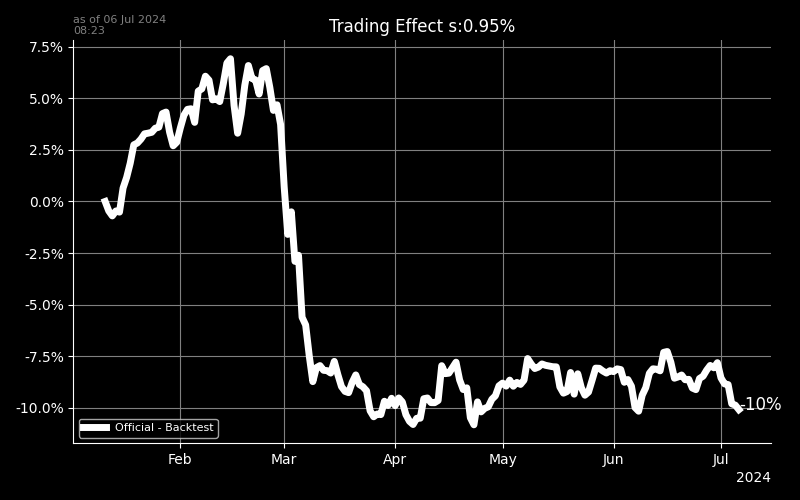 as of 06 Jul 2024
08:23
Trading Effect s:0.95%
7.5%
5.0%
2.5%
0.0%
-2.5%
-5.0%
-7.5%
-10.0%
-10%
Official - Backtest
Feb Mar Apr May Jun Jul
2024